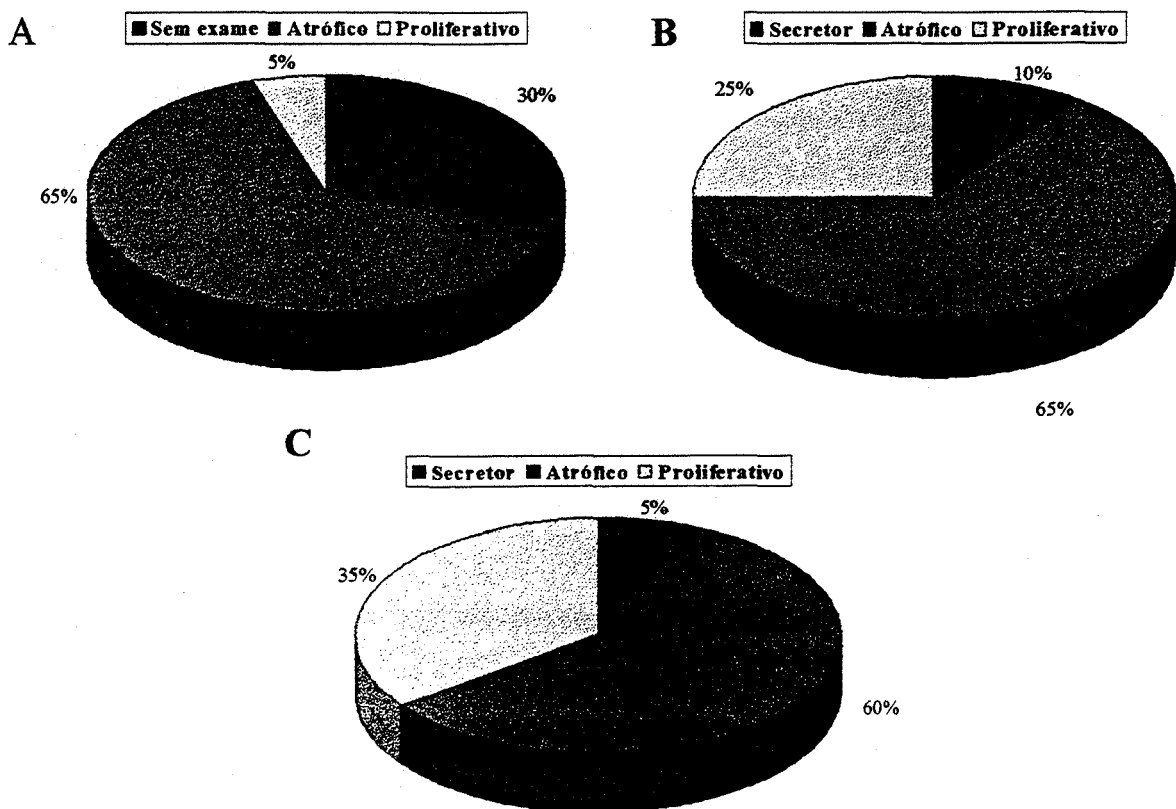 A
Sem exame Atrófico Proliferativo
5%
30%
65%
B
Secretor Atrófico Proliferativo
25%
10%
65%
C
Secretor Atrófico Proliferativo
5%
35%
60%